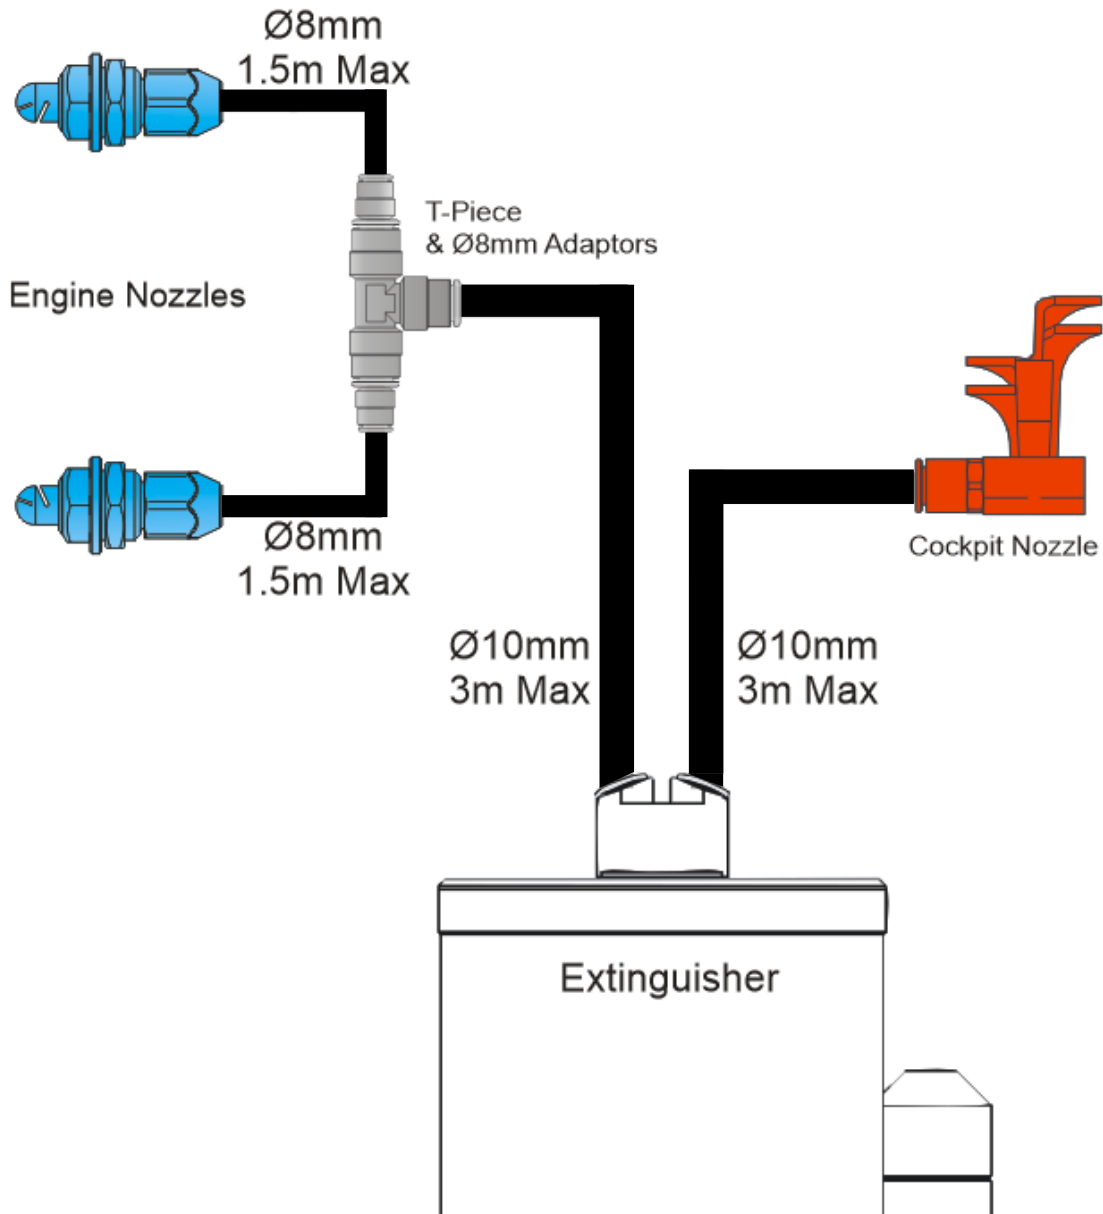 Ø8mm
1.5m Max
T-Piece
& Ø8mm Adaptors
Engine Nozzles
Ø8mm
1.5m Max
Cockpit Nozzle
Ø10mm
3m Max
Ø10mm
3m Max
Extinguisher